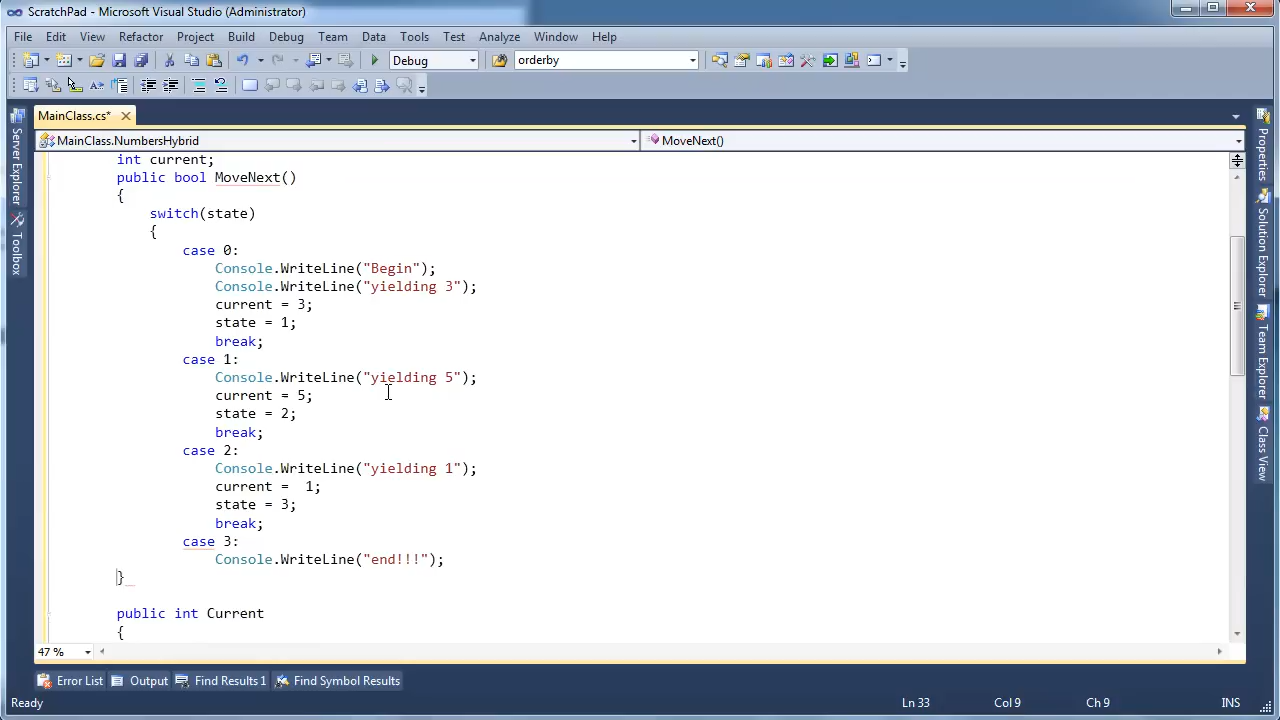 ScratchPad - Microsoft Visual Studio (Administrator)
File Edit View Refactor Project Build Debug Team Data Tools Test Analyze Window Help
Debug orderby
MainClass.cs*
MainClass.NumbersHybrid MoveNext()
Server Explorer
Toolbox
int current;
public bool MoveNext()
{
switch(state)
{
case 0:
Console.WriteLine("Begin");
Console.WriteLine("yielding 3");
current = 3;
state = 1;
break;
case 1:
Console.WriteLine("yielding 5");
current = 5;
state = 2;
break;
case 2:
Console.WriteLine("yielding 1");
current =  1;
state = 3;
break;
case 3:
Console.WriteLine("end!!!");
}
public int Current
{
Properties
Solution Explorer
Team Explorer
Class View
47 %
Error List Output Find Results 1 Find Symbol Results
Ready Ln 33 Col 9 Ch 9 INS